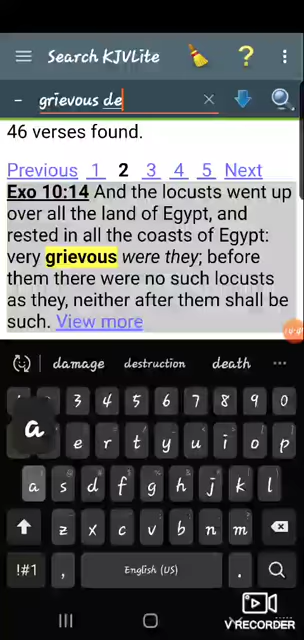 Search KJVLite ?
- grievous de ×
46 verses found.
Previous 1 2 3 4 5 Next
Exo 10:14 And the locusts went up
over all the land of Egypt, and
rested in all the coasts of Egypt:
very grievous were they; before
them there were no such locusts
as they, neither after them shall be
such. View more
damage destruction death ...
3 4 5 6 7 8 9 0
a
e r t y u i o p
a s d f g h j k l
z x c v b n m
!#1 , English (US) .
V RECORDER